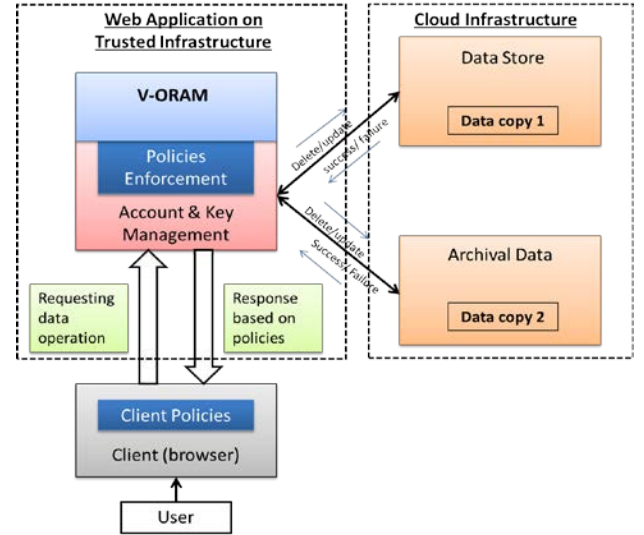 Web Application on
Trusted Infrastructure
Cloud Infrastructure
V-ORAM
Policies
Enforcement
Account & Key
Management
Data Store
Data copy 1
Delete/update
success/ failure
Delete/update
Success/ Failure
Archival Data
Data copy 2
Requesting
data
operation
Response
based on
policies
Client Policies
Client (browser)
User